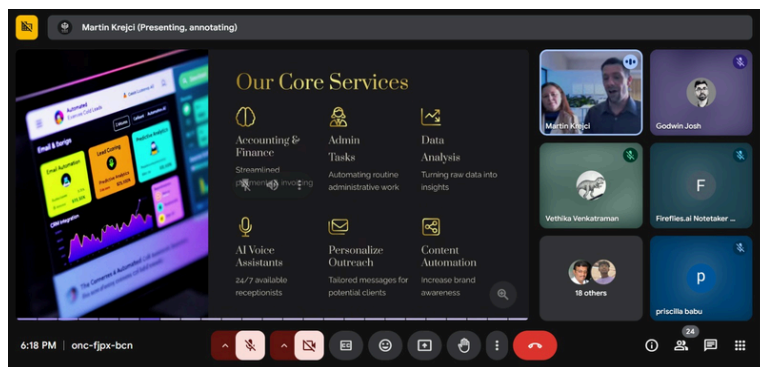 Martin Krejci (Presenting, annotating)
Our Core Services
Accounting &
Finance
Streamlined
invoicing
Admin
Tasks
Automating routine
administrative work
Data
Analysis
Turning raw data into
insights
AI Voice
Assistants
24/7 available
receptionists
Personalize
Outreach
Tailored messages for
potential clients
Content
Automation
Increase brand
awareness
Automated
Email & Savings
Email Automation
Lead Coring
Predictive Analytics
CRM Integration
Martin Krejci
Godwin Josh
Vethika Venkatraman
F
Fireflies.ai Notetaker ...
18 others
p
priscilla babu
6:18 PM | onc-fjpx-bcn
CC
24